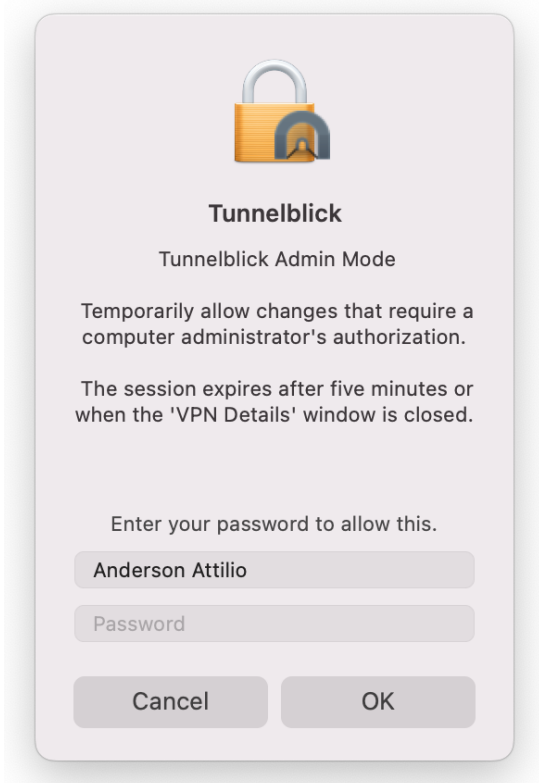 Tunnelblick
Tunnelblick Admin Mode
Temporarily allow changes that require a
computer administrator's authorization.
The session expires after five minutes or
when the 'VPN Details' window is closed.
Enter your password to allow this.
Anderson Attilio
Password
Cancel
OK